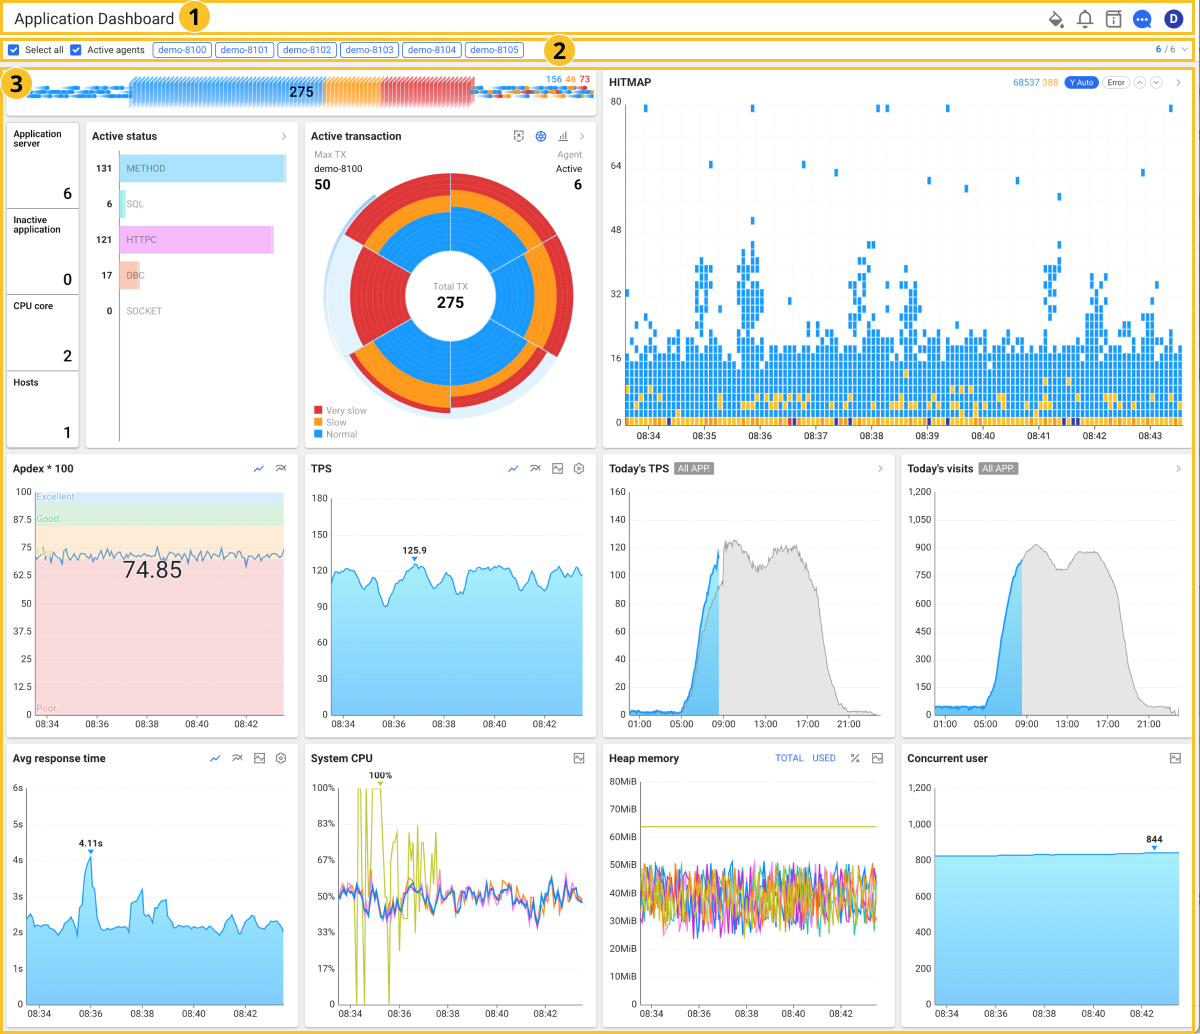 Application Dashboard
1
D
Select all
Active agents
demo-8100
demo-8101
demo-8102
demo-8103
demo-8104
demo-8105
2
6 / 6
3
275
156 46 73
Application server
6
Inactive application
0
CPU core
2
Hosts
1
Active status
131 METHOD
6 SQL
121 HTTPC
17 DBC
0 SOCKET
Active transaction
Max TX
demo-8100
50
Agent
Active
6
Total TX
275
Very slow
Slow
Normal
HITMAP
68537 388
Y Auto
Error
80
64
48
32
16
0
08:34 08:35 08:36 08:37 08:38 08:39 08:40 08:41 08:42 08:43
Apdex * 100
100
87.5
75
62.5
50
37.5
25
12.5
0
Excellent
Good
74.85
Poor
08:34 08:36 08:38 08:40 08:42
TPS
180
150
120
90
60
30
0
125.9
08:34 08:36 08:38 08:40 08:42
Today's TPS All APP.
160
140
120
100
80
60
40
20
0
01:00 05:00 09:00 13:00 17:00 21:00
Today's visits All APP.
1,200
1,050
900
750
600
450
300
150
0
01:00 05:00 09:00 13:00 17:00 21:00
Avg response time
6s
5s
4s
3s
2s
1s
0
4.11s
08:34 08:36 08:38 08:40 08:42
System CPU
100%
100%
83%
67%
50%
33%
17%
0
08:34 08:36 08:38 08:40 08:42
Heap memory
TOTAL USED
80MiB
70MiB
60MiB
50MiB
40MiB
30MiB
20MiB
10MiB
0
08:34 08:36 08:38 08:40 08:42
Concurrent user
1,200
1,000
800
600
400
200
0
844
08:34 08:36 08:38 08:40 08:42